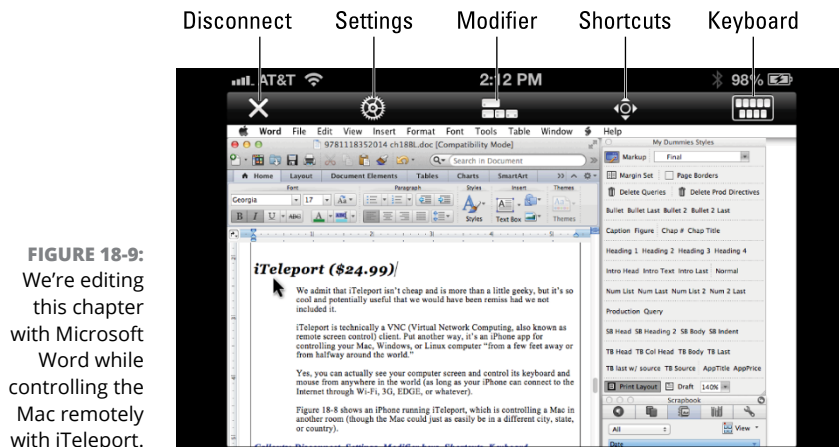 Disconnect Settings Modifier Shortcuts Keyboard
AT&T 2:12 PM 98%
Word File Edit View Insert Format Font Tools Table Window Help
9781118352014 ch18BL.doc [Compatibility Mode]
Search in Document
Home Layout Document Elements Tables Charts SmartArt
Font Paragraph Styles Insert Themes
Georgia 17
B I U ABC A Styles Text Box Themes
My Dummies Styles
Markup Final
Margin Set Page Borders
Delete Queries Delete Prod Directives
Bullet Bullet Last Bullet 2 Bullet 2 Last
Caption Figure Chap # Chap Title
Heading 1 Heading 2 Heading 3 Heading 4
Intro Head Intro Text Intro Last Normal
Num List Num Last Num List 2 Num 2 Last
Production Query
SB Head SB Heading 2 SB Body SB Indent
TB Head TB Col Head TB Body TB Last
TB last w/ source TB Source AppTitle AppPrice
Print Layout Draft 140%
Scrapbook
All View
Date
iTeleport ($24.99)
We admit that iTeleport isn't cheap and is more than a little geeky, but it's so
cool and potentially useful that we would have been remiss had we not
included it.
iTeleport is technically a VNC (Virtual Network Computing, also known as
remote screen control) client. Put another way, it's an iPhone app for
controlling your Mac, Windows, or Linux computer "from a few feet away or
from halfway around the world."
Yes, you can actually see your computer screen and control its keyboard and
mouse from anywhere in the world (as long as your iPhone can connect to the
Internet through Wi-Fi, 3G, EDGE, or whatever).
Figure 18-8 shows an iPhone running iTeleport, which is controlling a Mac in
another room (though the Mac could just as easily be in a different city, state,
or country).
FIGURE 18-9:
We're editing
this chapter
with Microsoft
Word while
controlling the
Mac remotely
with iTeleport.